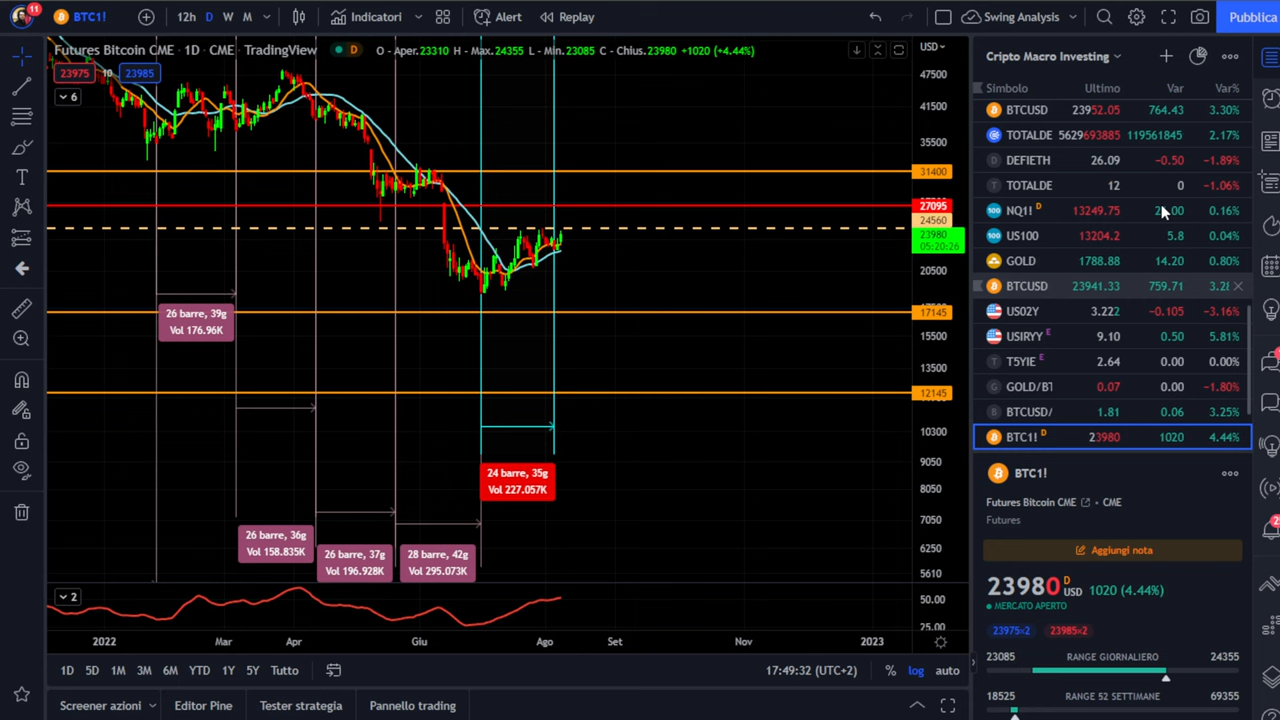 11
BTC1!
12h D W M
Indicatori
Alert
Replay
Swing Analysis
Pubblica
Futures Bitcoin CME · 1D · CME · TradingView
D
O - Aper.23310 H - Max.24355 L - Min.23085 C - Chius.23980 +1020 (+4.44%)
USD
23975
10
23985
6
47500
41500
35500
31400
27095
24560
23980
05:20:26
20500
17145
15500
13500
12145
10300
9050
8050
7050
6250
5610
50.00
25.00
26 barre, 39g
Vol 176.96K
26 barre, 36g
Vol 158.835K
26 barre, 37g
Vol 196.928K
28 barre, 42g
Vol 295.073K
24 barre, 35g
Vol 227.057K
2
2022 Mar Apr Giu Ago Set Nov 2023
1D 5D 1M 3M 6M YTD 1Y 5Y Tutto
17:49:32 (UTC+2)
% log auto
Screener azioni
Editor Pine
Tester strategia
Pannello trading
Cripto Macro Investing
Simbolo Ultimo Var Var%
BTCUSD 23952.05 764.43 3.30%
TOTALDE 5629693885 119561845 2.17%
DEFIETH 26.09 −0.50 −1.89%
TOTALDE 12 0 −1.06%
NQ1! D 13249.75 0.16%
US100 13204.2 5.8 0.04%
GOLD 1788.88 14.20 0.80%
BTCUSD 23941.33 759.71 3.28
US02Y 3.222 −0.105 −3.16%
USIRYY E 9.10 0.50 5.81%
T5YIE E 2.64 0.00 0.00%
GOLD/BT 0.07 0.00 −1.80%
BTCUSD/ 1.81 0.06 3.25%
BTC1! D 23980 1020 4.44%
BTC1!
Futures Bitcoin CME • CME
Futures
Aggiungi nota
23980 D USD 1020 (4.44%)
MERCATO APERTO
23975×2 23985×2
23085 RANGE GIORNALIERO 24355
18525 RANGE 52 SETTIMANE 69355
2